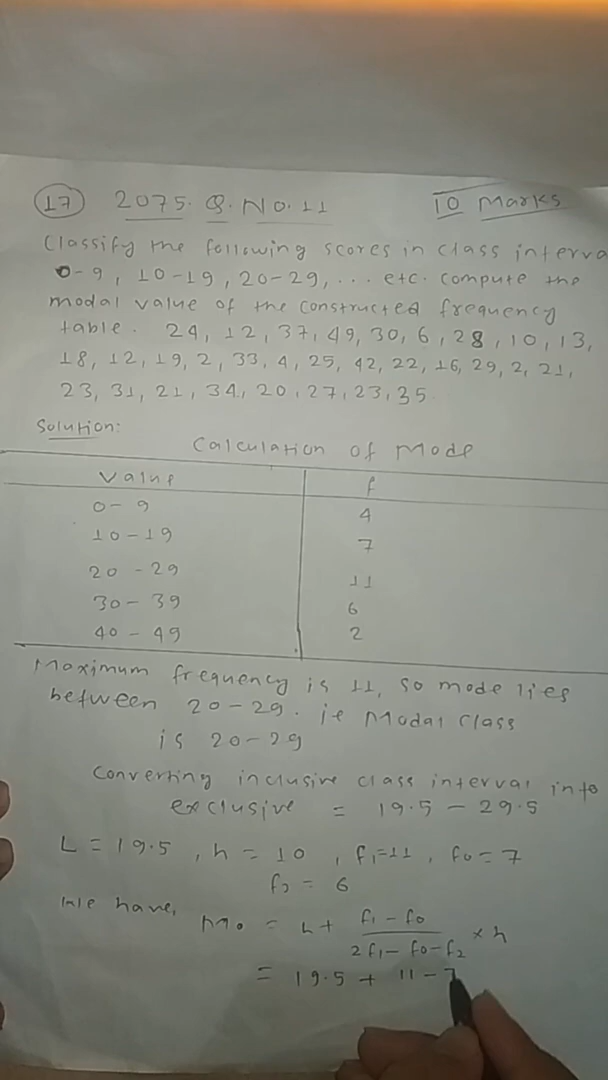 17 2075. Q. NO. 11 10 Marks
Classify the following scores in class interva
0-9, 10-19, 20-29, ... etc. compute the
modal value of the constructed frequency
table. 24, 12, 37, 49, 30, 6, 28, 10, 13,
18, 12, 19, 2, 33, 4, 25, 42, 22, 16, 29, 2, 21,
23, 31, 21, 34, 20, 27, 23, 35.
Solution:
Calculation of Mode
Value f
0- 9 4
10-19 7
20 - 29 11
30- 39 6
40 - 49 2
Maximum frequency is 11, so mode lies
between 20-29. ie Modal class
is 20-29
Converting inclusive class interval into
exclusive = 19.5 - 29.5
L = 19.5, h = 10, f1=11, f0 = 7
f2 = 6
We have, Mo = L + f1 - f0 / 2f1 - f0 - f2 × h
= 19.5 + 11 - 7